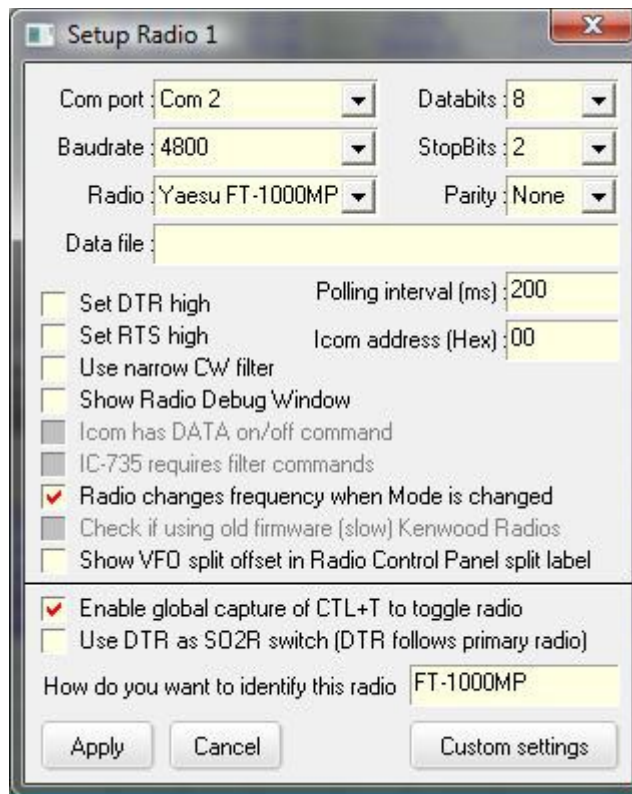 Setup Radio 1
Com port : Com 2 Databits : 8
Baudrate : 4800 StopBits : 2
Radio : Yaesu FT-1000MP Parity : None
Data file :
Set DTR high Polling interval (ms) : 200
Set RTS high Icom address (Hex) : 00
Use narrow CW filter
Show Radio Debug Window
Icom has DATA on/off command
IC-735 requires filter commands
Radio changes frequency when Mode is changed
Check if using old firmware (slow) Kenwood Radios
Show VFO split offset in Radio Control Panel split label
Enable global capture of CTL+T to toggle radio
Use DTR as SO2R switch (DTR follows primary radio)
How do you want to identify this radio FT-1000MP
Apply Cancel Custom settings